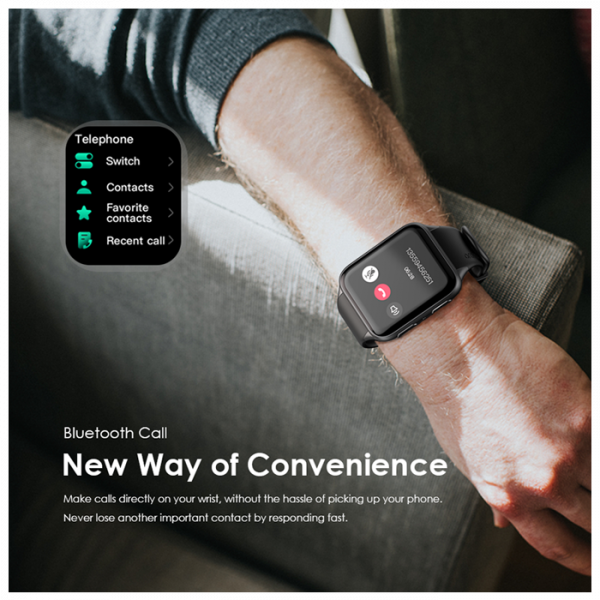 Telephone
Switch
Contacts
Favorite
contacts
Recent call
Bluetooth Call
New Way of Convenience
Make calls directly on your wrist, without the hassle of picking up your phone.
Never lose another important contact by responding fast.